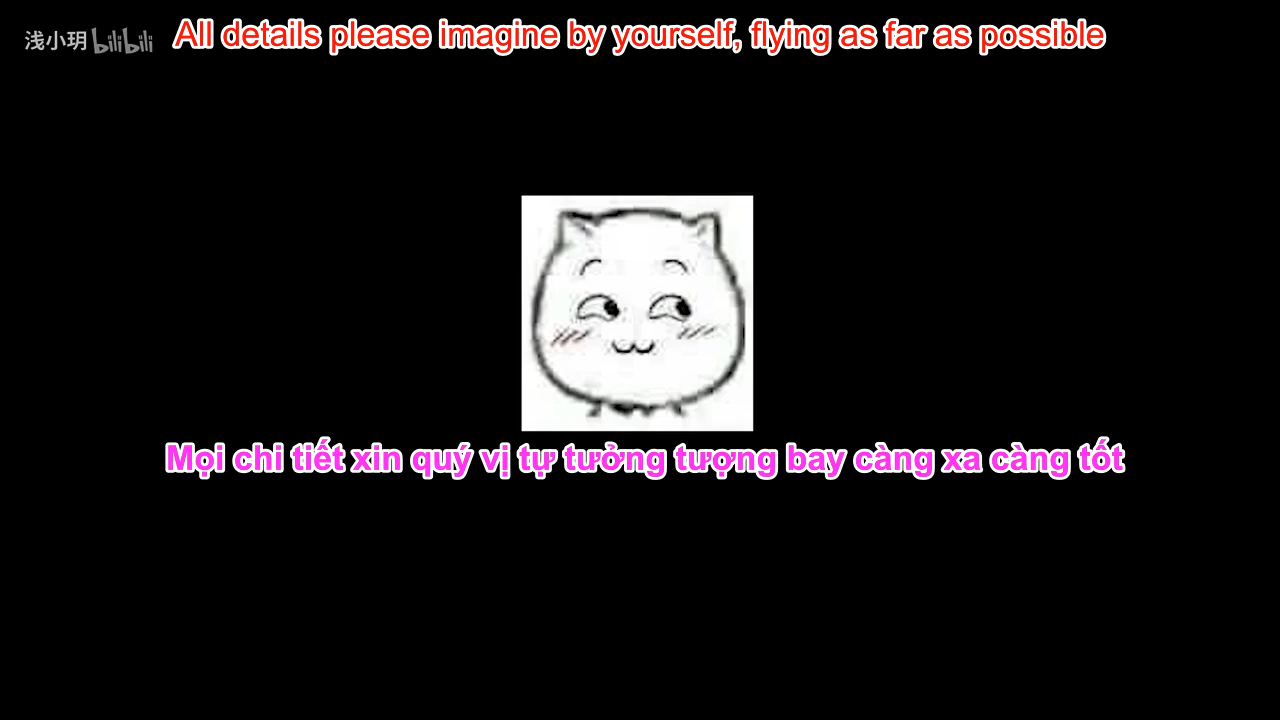 浅小玥 bilibili
All details please imagine by yourself, flying as far as possible
Mọi chi tiết xin quý vị tự tưởng tượng bay càng xa càng tốt